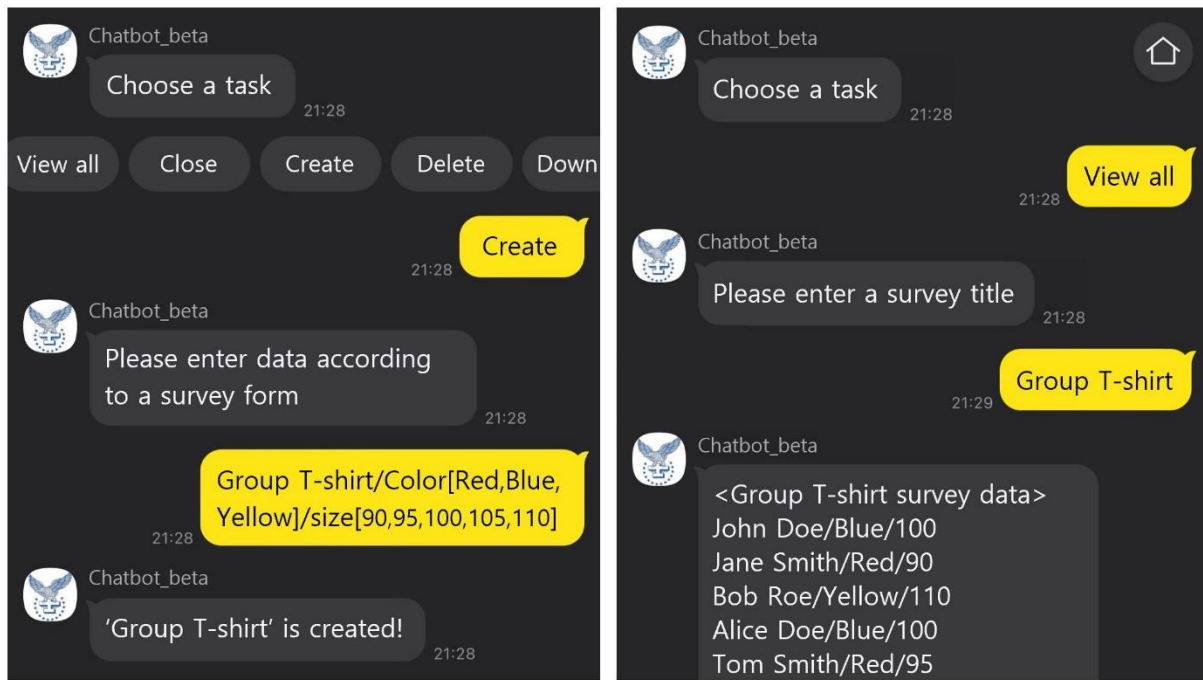 Chatbot_beta
Choose a task
21:28
View all
Close
Create
Delete
Down
Create
21:28
Chatbot_beta
Please enter data according
to a survey form
21:28
Group T-shirt/Color[Red,Blue,
Yellow]/size[90,95,100,105,110]
21:28
Chatbot_beta
‘Group T-shirt’ is created!
21:28
Chatbot_beta
Choose a task
21:28
View all
21:28
Chatbot_beta
Please enter a survey title
21:28
Group T-shirt
21:29
Chatbot_beta
<Group T-shirt survey data>
John Doe/Blue/100
Jane Smith/Red/90
Bob Roe/Yellow/110
Alice Doe/Blue/100
Tom Smith/Red/95